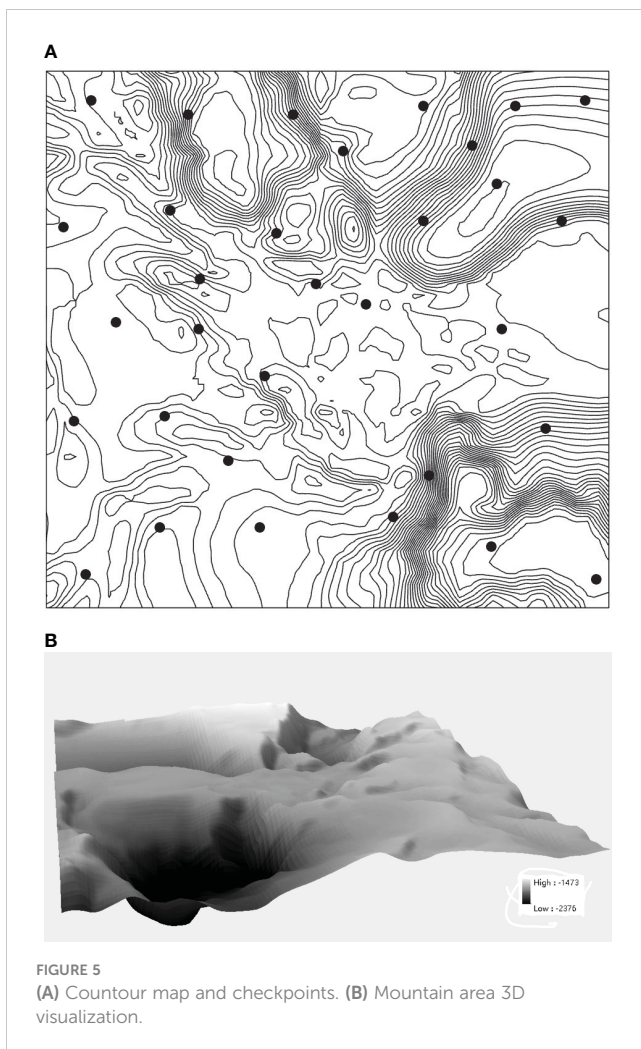 A
B
High : -1473
Low : -2376
FIGURE 5
(A) Countour map and checkpoints. (B) Mountain area 3D
visualization.